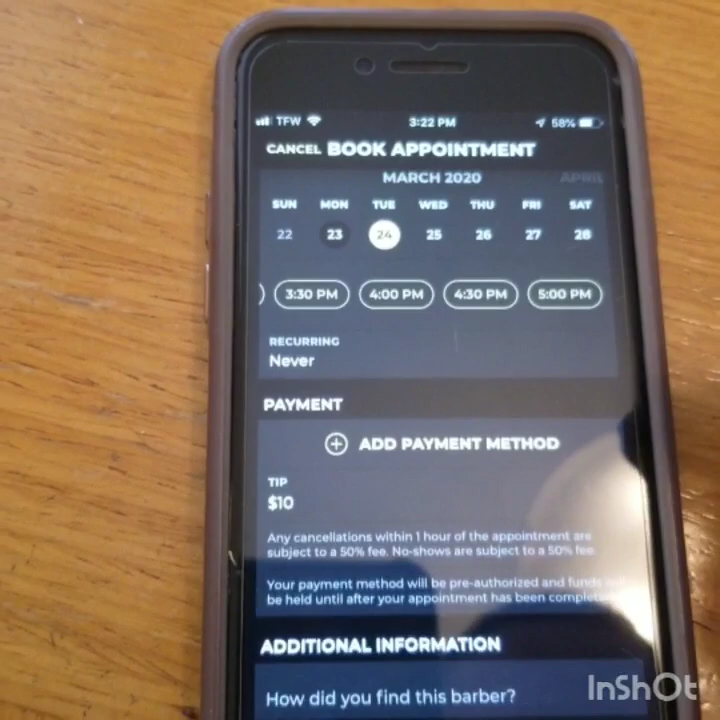 TFW 3:22 PM 58%
CANCEL BOOK APPOINTMENT
MARCH 2020 APRIL
SUN MON TUE WED THU FRI SAT
22 23 24 25 26 27 28
3:30 PM 4:00 PM 4:30 PM 5:00 PM
RECURRING
Never
PAYMENT
ADD PAYMENT METHOD
TIP
$10
Any cancellations within 1 hour of the appointment are
subject to a 50% fee. No-shows are subject to a 50% fee.
Your payment method will be pre-authorized and funds will
be held until after your appointment has been completed.
ADDITIONAL INFORMATION
How did you find this barber?
InShOt